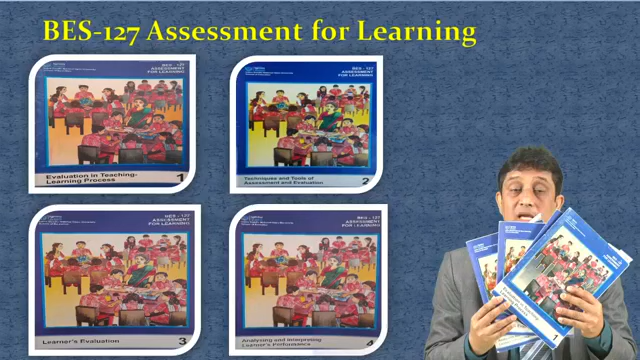 BES-127 Assessment for Learning
BES - 127
ASSESSMENT
FOR LEARNING
Evaluation in Teaching-
Learning Process
1
BES - 127
ASSESSMENT
FOR LEARNING
Techniques and Tools of
Assessment and Evaluation
2
BES - 127
ASSESSMENT
FOR LEARNING
Learner's Evaluation
3
BES - 127
ASSESSMENT
FOR LEARNING
Analysing and Interpreting
Learner's Performance
4
1